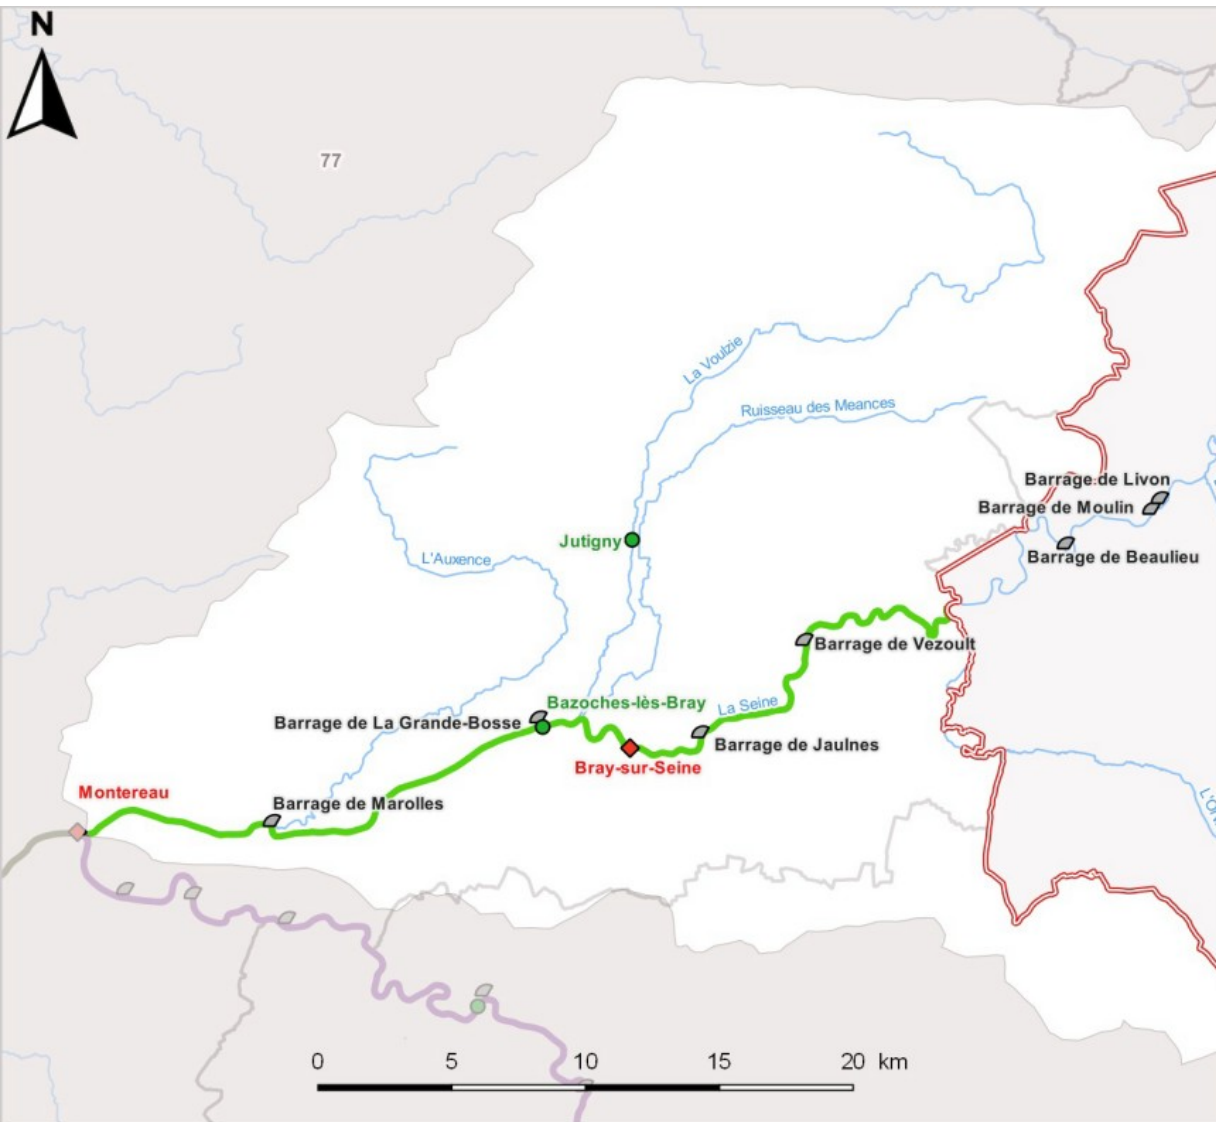 N
77
La Voulzie
Ruisseau des Meances
Barrage de Livon
Barrage de Moulin
Jutigny
L'Auxence
Barrage de Beaulieu
Barrage de Vezoult
Bazoches-lès-Bray
La Seine
Barrage de La Grande-Bosse
Barrage de Jaulnes
Bray-sur-Seine
Montereau
Barrage de Marolles
0 5 10 15 20 km